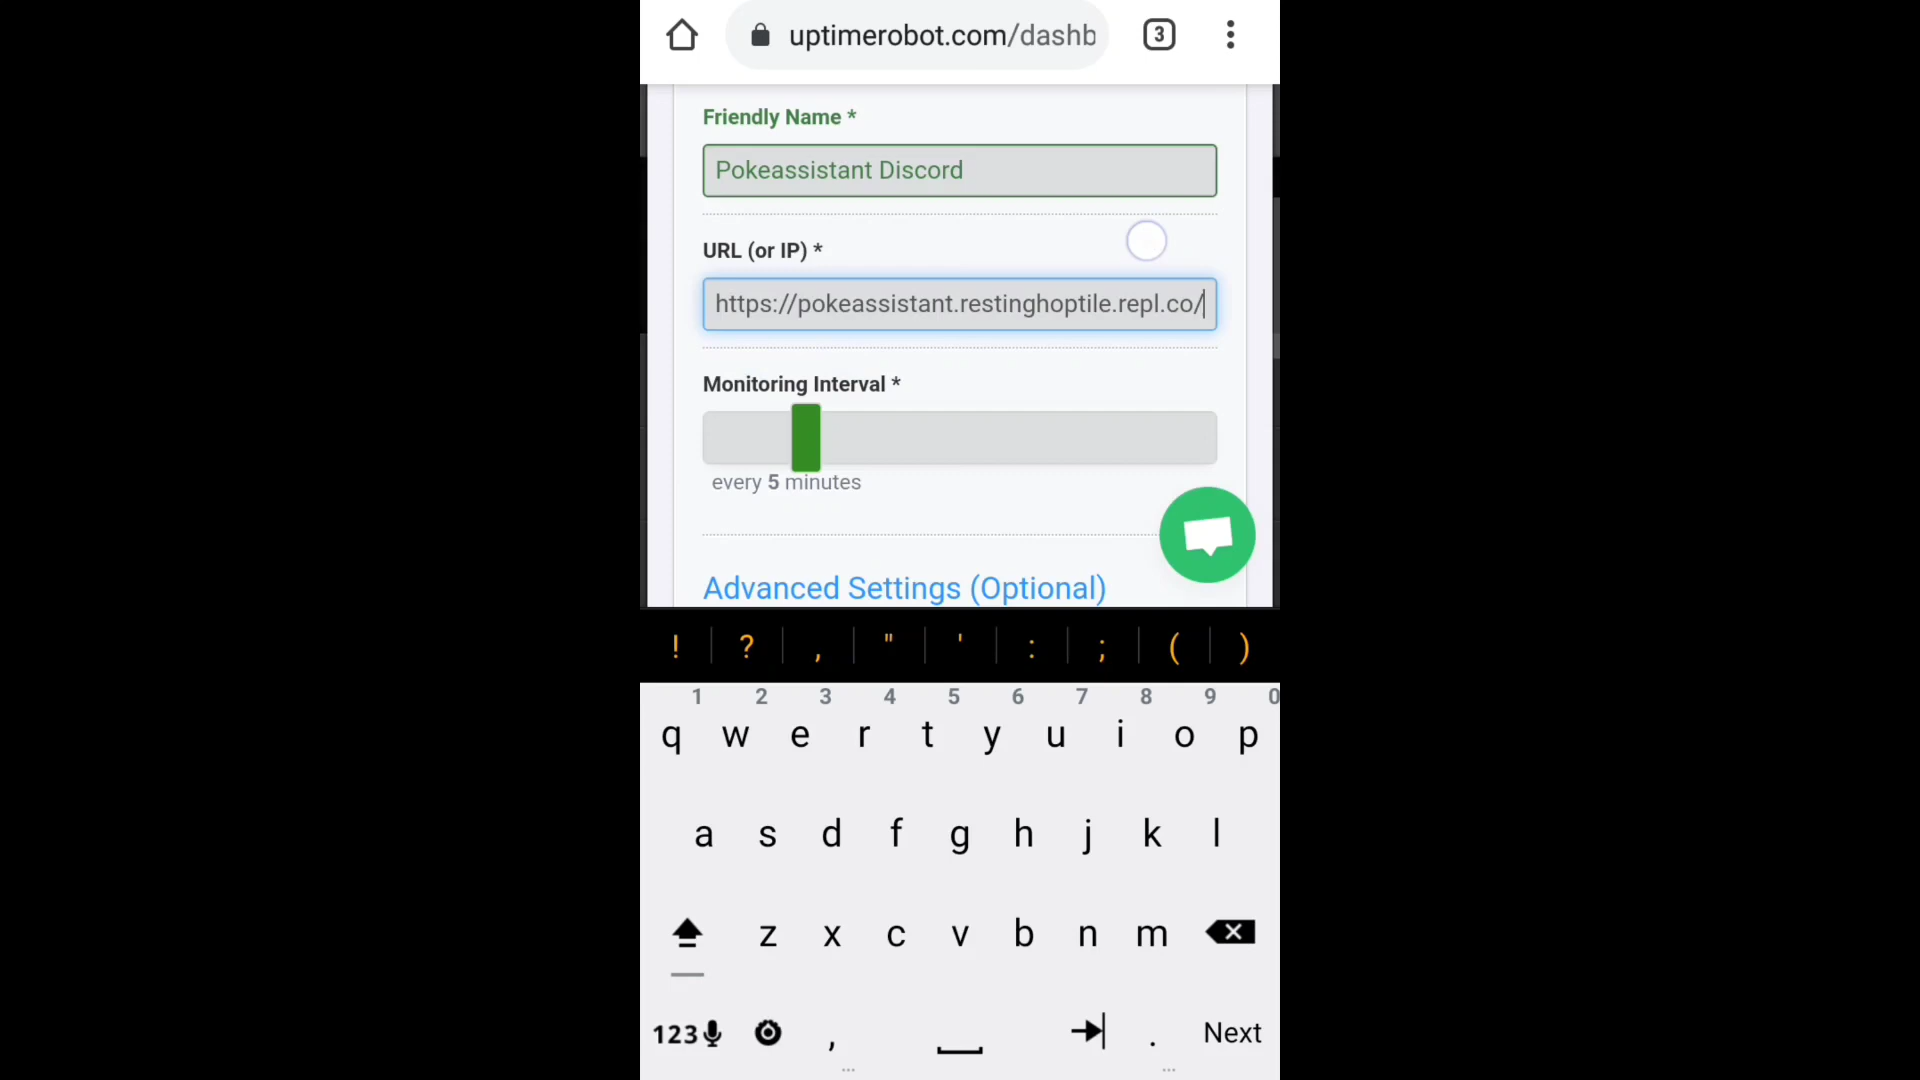 uptimerobot.com/dashb
3
Friendly Name *
Pokeassistant Discord
URL (or IP) *
https://pokeassistant.restinghoptile.repl.co/
Monitoring Interval *
every 5 minutes
Advanced Settings (Optional)
! ? , " ' : ; ( )
1 2 3 4 5 6 7 8 9 0
q w e r t y u i o p
a s d f g h j k l
z x c v b n m
123 , . Next